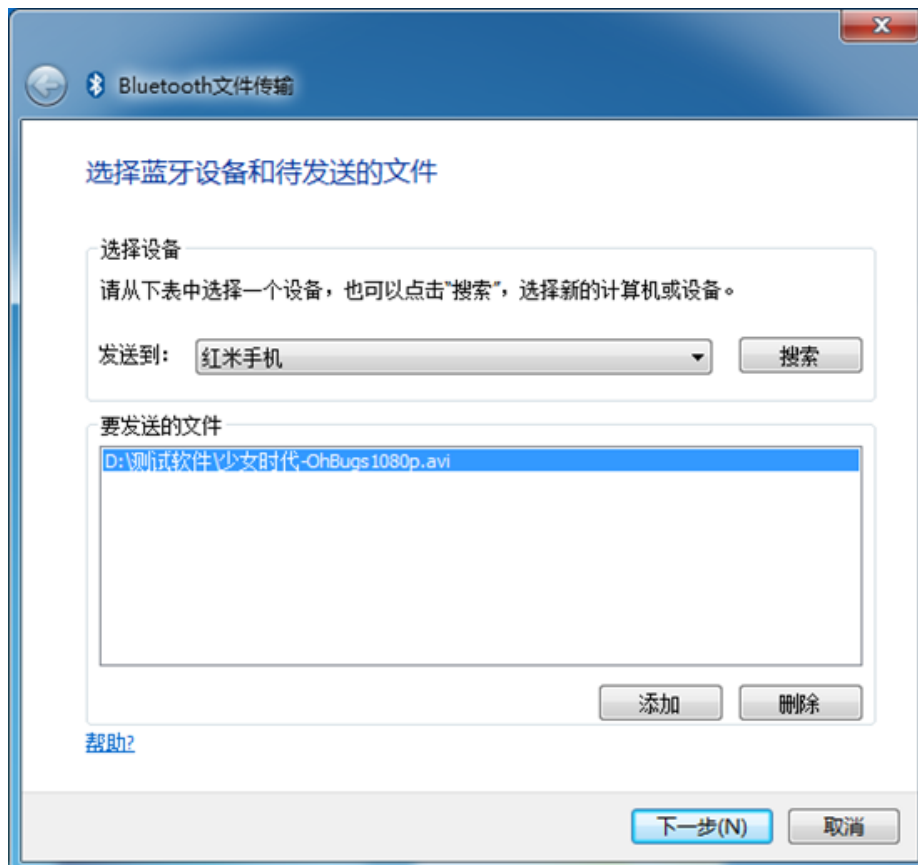 Bluetooth文件传输
选择蓝牙设备和待发送的文件
选择设备
请从下表中选择一个设备，也可以点击"搜索"，选择新的计算机或设备。
发送到：
红米手机
搜索
要发送的文件
D:\测试软件\少女时代-OhBugs1080p.avi
添加
删除
帮助?
下一步(N)
取消